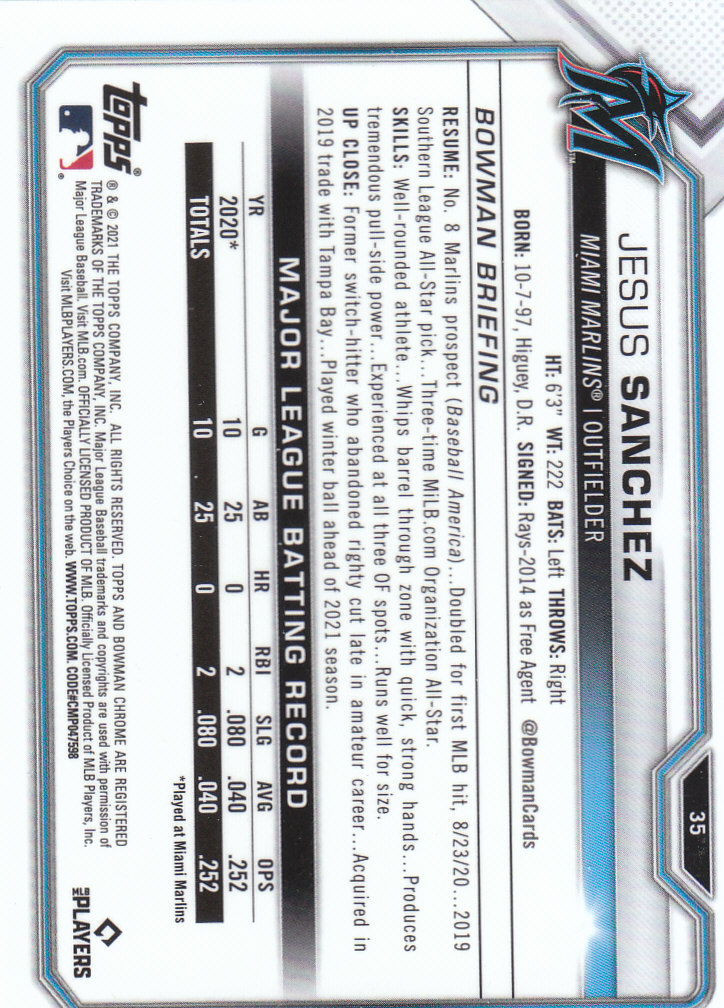 35
JESUS SANCHEZ
MIAMI MARLINS® | OUTFIELDER
HT: 6'3" WT: 222 BATS: Left THROWS: Right
BORN: 10-7-97, Higuey, D.R. SIGNED: Rays-2014 as Free Agent @BowmanCards
BOWMAN BRIEFING
RESUME: No. 8 Marlins prospect (Baseball America)...Doubled for first MLB hit, 8/23/20...2019
Southern League All-Star pick...Three-time MiLB.com Organization All-Star.
SKILLS: Well-rounded athlete...Whips barrel through zone with quick, strong hands...Produces
tremendous pull-side power...Experienced at all three OF spots...Runs well for size.
UP CLOSE: Former switch-hitter who abandoned righty cut late in amateur career...Acquired in
2019 trade with Tampa Bay...Played winter ball ahead of 2021 season.
MAJOR LEAGUE BATTING RECORD
YR G AB HR RBI SLG AVG OPS
2020* 10 25 0 2 .080 .040 .252
TOTALS 10 25 0 2 .080 .040 .252
*Played at Miami Marlins
topps®
® & © 2021 THE TOPPS COMPANY, INC. ALL RIGHTS RESERVED. TOPPS AND BOWMAN CHROME ARE REGISTERED
TRADEMARKS OF THE TOPPS COMPANY, INC. Major League Baseball trademarks and copyrights are used with permission of
Major League Baseball. Visit MLB.com. OFFICIALLY LICENSED PRODUCT OF MLB. Officially Licensed Product of MLB Players, Inc.
Visit MLBPLAYERS.COM, the Players Choice on the web. WWW.TOPPS.COM. CODE#CMP047598
MLB PLAYERS